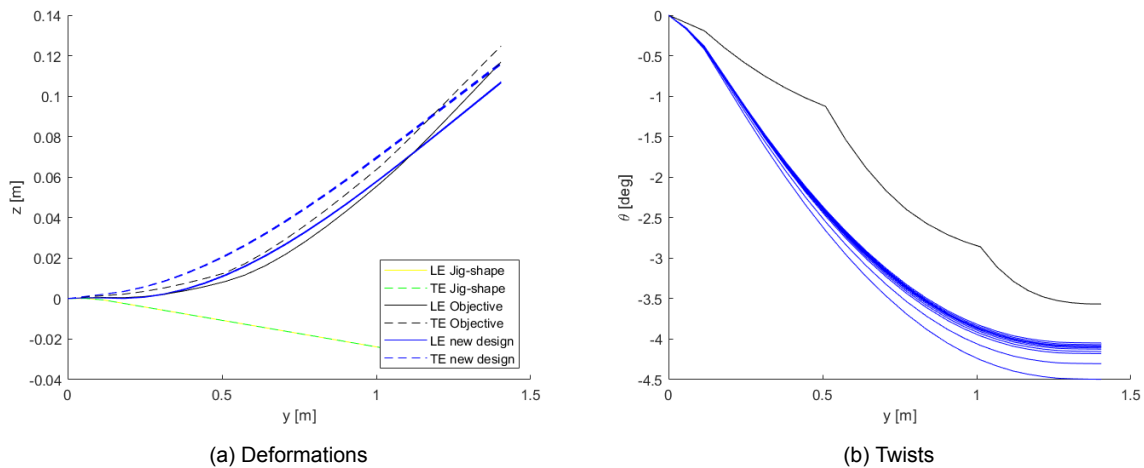 0.14
0.12
0.1
0.08
0.06
0.04
0.02
0
-0.02
-0.04
z [m]
0
0.5
1
1.5
y [m]
LE Jig-shape
TE Jig-shape
LE Objective
TE Objective
LE new design
TE new design
(a) Deformations
0
-0.5
-1
-1.5
-2
-2.5
-3
-3.5
-4
-4.5
θ [deg]
0
0.5
1
1.5
y [m]
(b) Twists